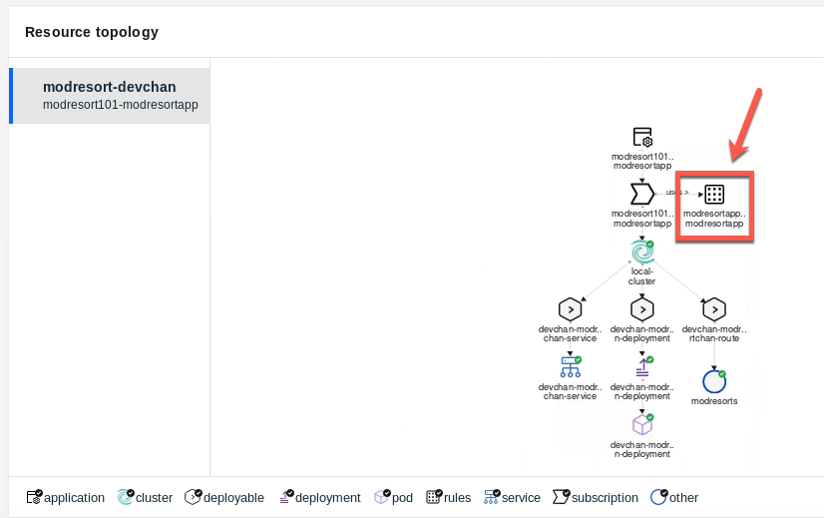 Resource topology
modresort-devchan
modresort101-modresortapp
modresort101..
modresortapp
modresort101..
modresortapp
uses >
modresortapp..
modresortapp
local-
cluster
devchan-modr..
chan-service
devchan-modr..
n-deployment
devchan-modr..
rtchan-route
devchan-modr..
chan-service
devchan-modr..
n-deployment
modresorts
devchan-modr..
n-deployment
application
cluster
deployable
deployment
pod
rules
service
subscription
other